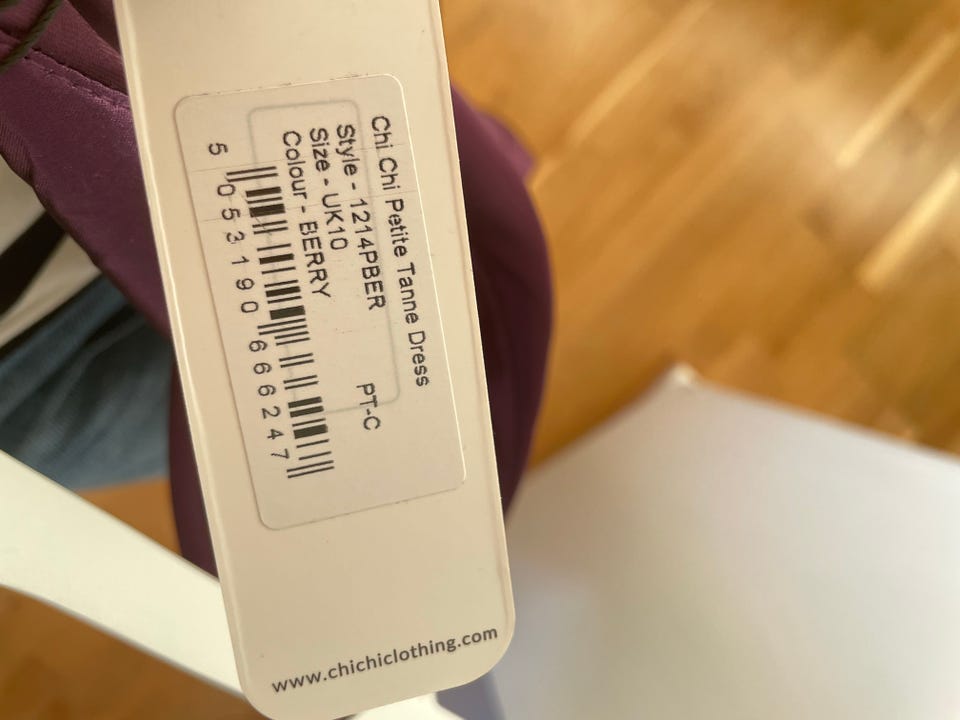 Chi Chi Petite Tanne Dress
Style - 1214PBER PT-C
Size - UK10
Colour - BERRY
5 053190 666247
www.chichiclothing.com